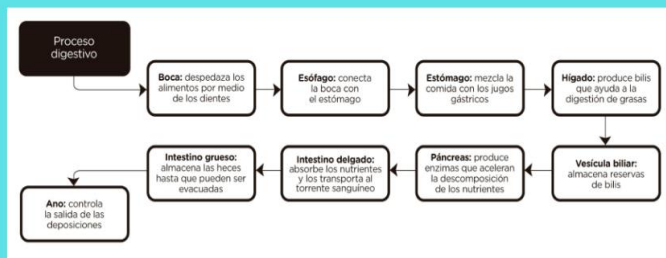 Proceso
digestivo
Boca: despedaza los
alimentos por medio
de los dientes
Esófago: conecta
la boca con
el estómago
Estómago: mezcla la
comida con los jugos
gástricos
Hígado: produce bilis
que ayuda a la
digestión de grasas
Vesícula biliar:
almacena reservas
de bilis
Páncreas: produce
enzimas que aceleran
la descomposición
de los nutrientes
Intestino delgado:
absorbe los nutrientes
y los transporta al
torrente sanguíneo
Intestino grueso:
almacena las heces
hasta que pueden ser
evacuadas
Ano: controla
la salida de las
deposiciones